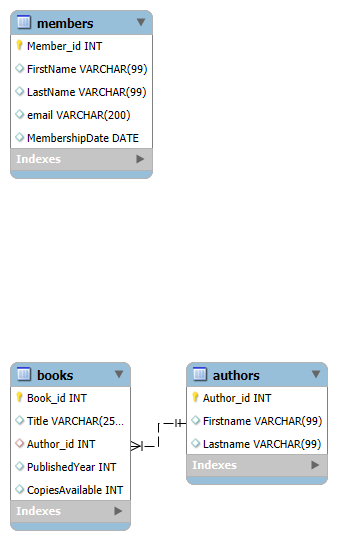 members
Member_id INT
FirstName VARCHAR(99)
LastName VARCHAR(99)
email VARCHAR(200)
MembershipDate DATE
Indexes
books
Book_id INT
Title VARCHAR(25...
Author_id INT
PublishedYear INT
CopiesAvailable INT
Indexes
authors
Author_id INT
Firstname VARCHAR(99)
Lastname VARCHAR(99)
Indexes